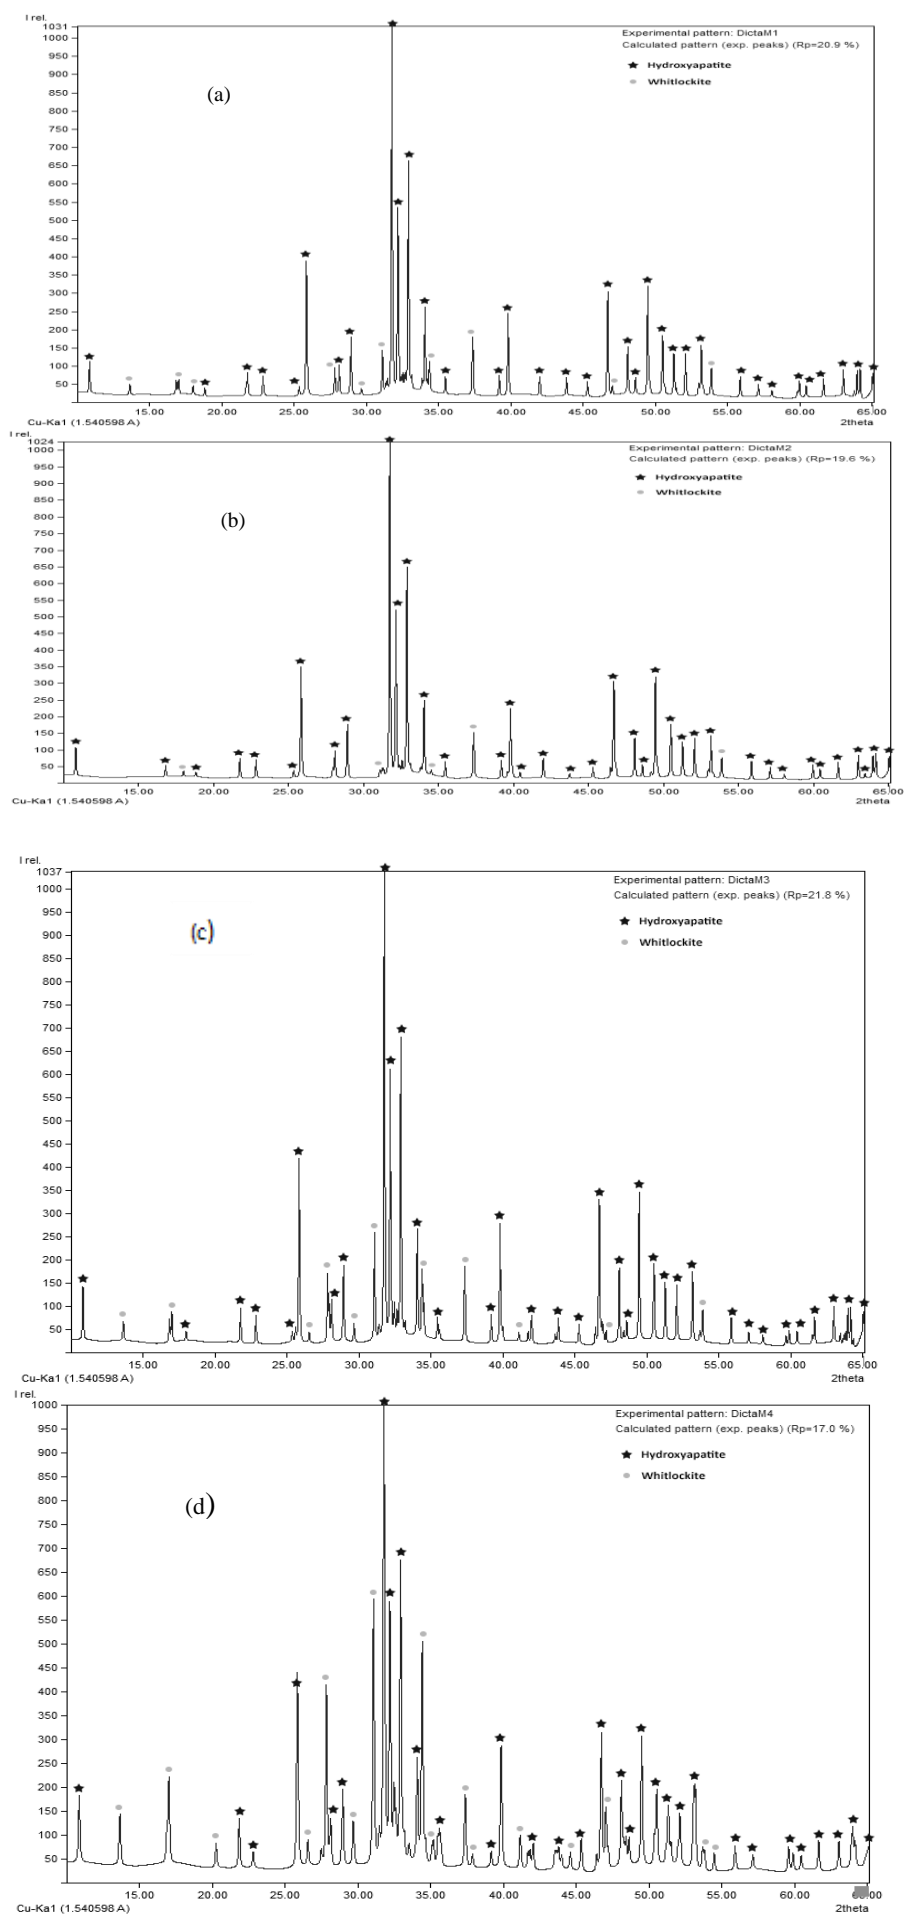 I rel.
1031
1000
950
900
850
800
750
700
650
600
550
500
450
400
350
300
250
200
150
100
50
Experimental pattern: DictaM1
Calculated pattern (exp. peaks) (Rp=20.9 %)
Hydroxyapatite
Whitlockite
(a)
15.00 20.00 25.00 30.00 35.00 40.00 45.00 50.00 55.00 60.00 65.00
Cu-Ka1 (1.540598 A) 2theta
I rel.
1024
1000
950
900
850
800
750
700
650
600
550
500
450
400
350
300
250
200
150
100
50
Experimental pattern: DictaM2
Calculated pattern (exp. peaks) (Rp=19.6 %)
Hydroxyapatite
Whitlockite
(b)
15.00 20.00 25.00 30.00 35.00 40.00 45.00 50.00 55.00 60.00 65.00
Cu-Ka1 (1.540598 A) 2theta
I rel.
1037
1000
950
900
850
800
750
700
650
600
550
500
450
400
350
300
250
200
150
100
50
Experimental pattern: DictaM3
Calculated pattern (exp. peaks) (Rp=21.8 %)
Hydroxyapatite
Whitlockite
(c)
15.00 20.00 25.00 30.00 35.00 40.00 45.00 50.00 55.00 60.00 65.00
Cu-Ka1 (1.540598 A) 2theta
I rel.
1000
950
900
850
800
750
700
650
600
550
500
450
400
350
300
250
200
150
100
50
Experimental pattern: DictaM4
Calculated pattern (exp. peaks) (Rp=17.0 %)
Hydroxyapatite
Whitlockite
(d)
15.00 20.00 25.00 30.00 35.00 40.00 45.00 50.00 55.00 60.00
Cu-Ka1 (1.540598 A) 2theta